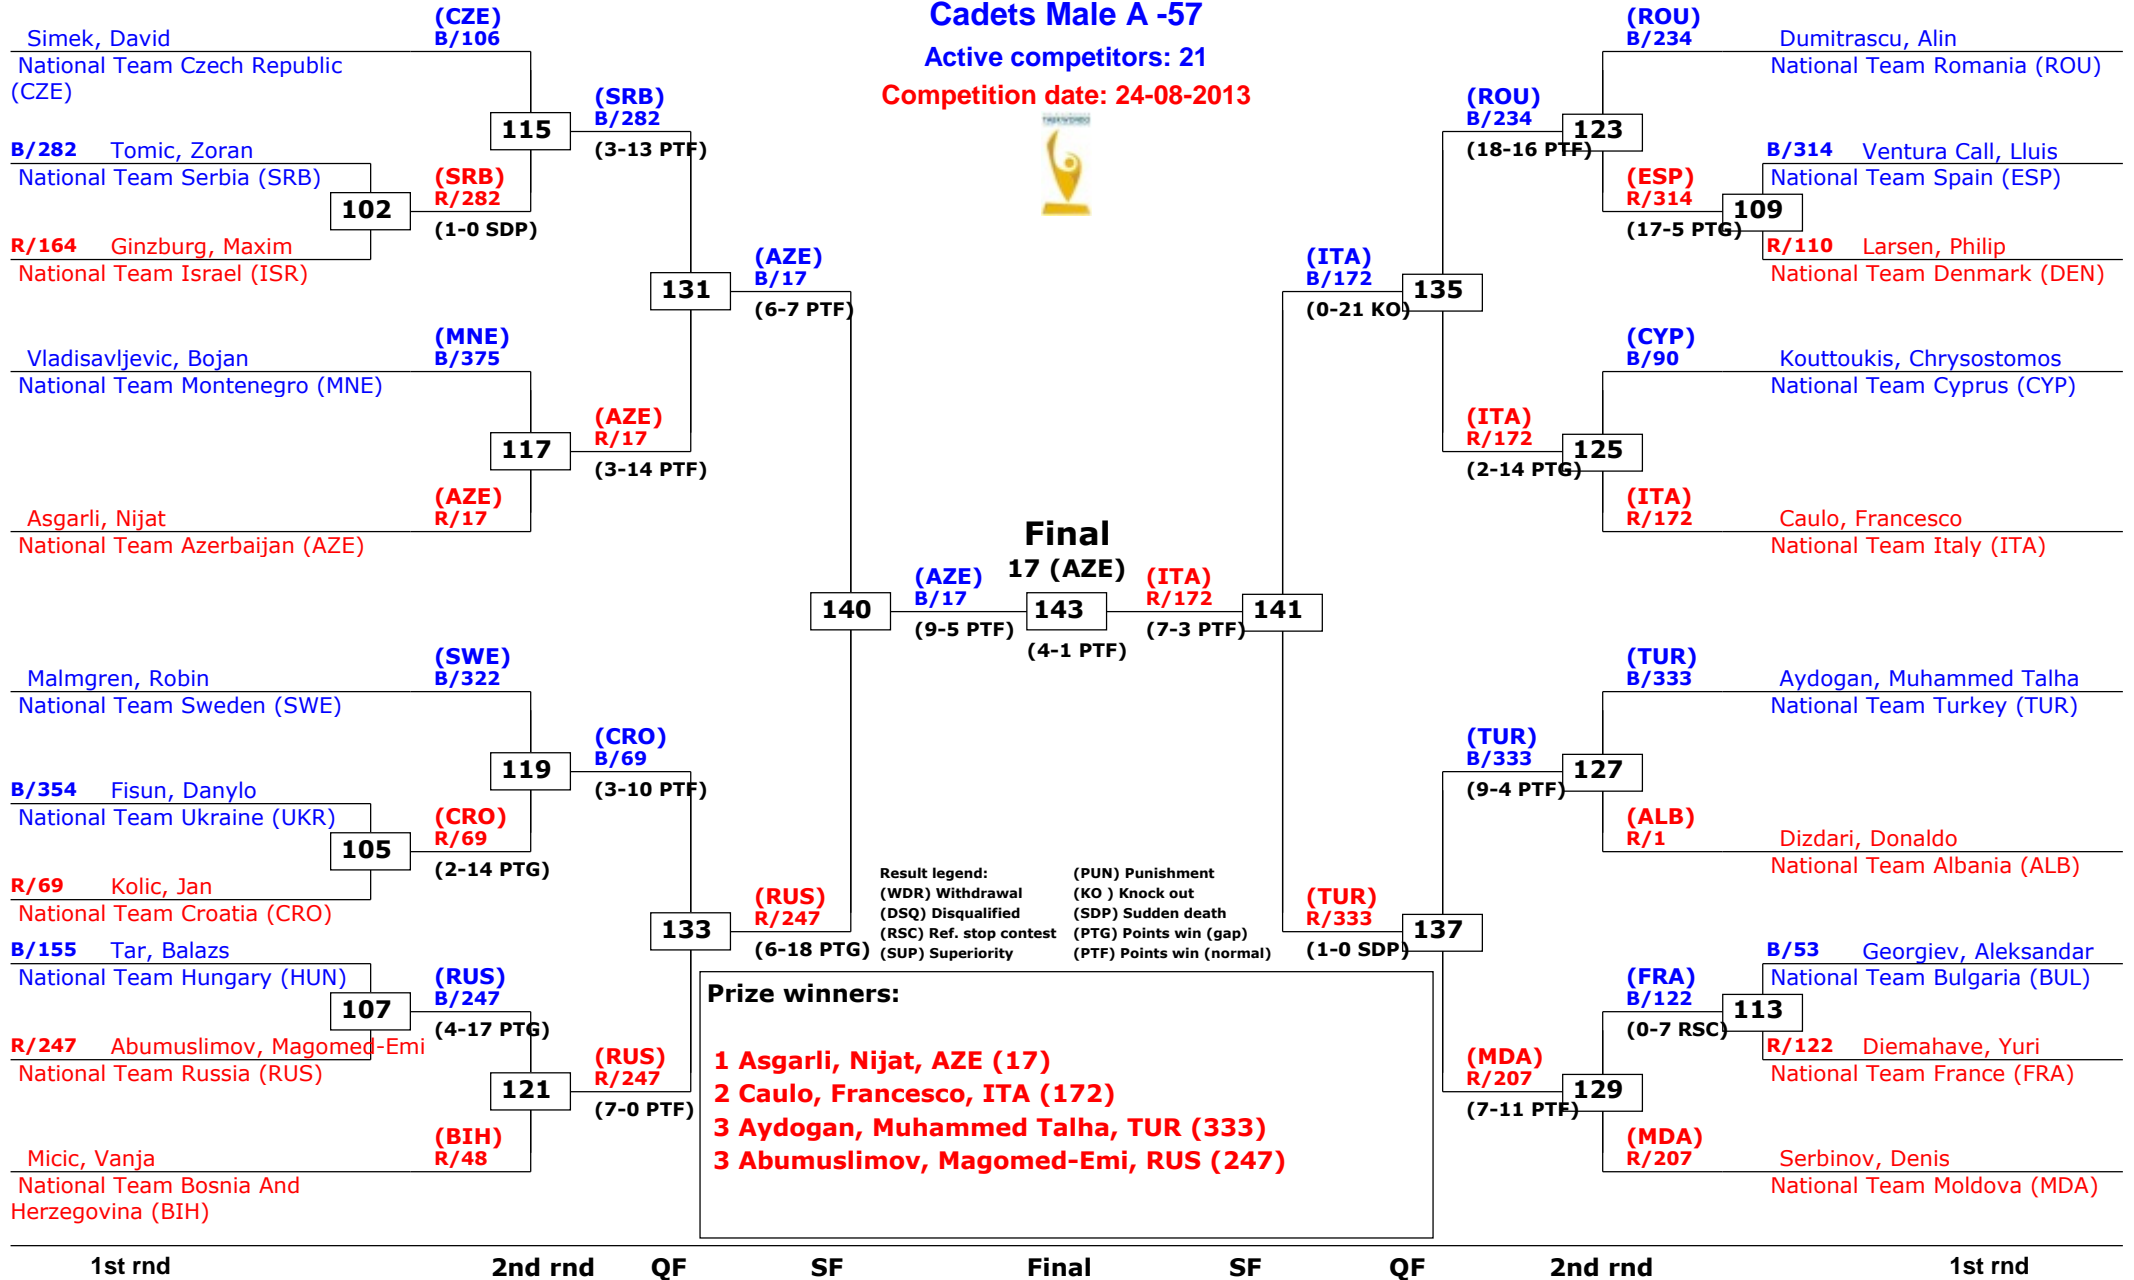 Cadets Male A -57
Active competitors: 21
Competition date: 24-08-2013
TAEKWONDO
(CZE)
B/106
Simek, David
National Team Czech Republic
(CZE)
B/282 Tomic, Zoran
National Team Serbia (SRB)
102
R/164 Ginzburg, Maxim
National Team Israel (ISR)
(SRB)
R/282
(1-0 SDP)
115
(SRB)
B/282
(3-13 PTF)
(MNE)
B/375
Vladisavljevic, Bojan
National Team Montenegro (MNE)
117
(AZE)
R/17
(3-14 PTF)
(AZE)
R/17
Asgarli, Nijat
National Team Azerbaijan (AZE)
131
(AZE)
B/17
(6-7 PTF)
(SWE)
B/322
Malmgren, Robin
National Team Sweden (SWE)
119
(CRO)
B/69
(3-10 PTF)
B/354 Fisun, Danylo
National Team Ukraine (UKR)
105
(CRO)
R/69
(2-14 PTG)
R/69 Kolic, Jan
National Team Croatia (CRO)
B/155 Tar, Balazs
National Team Hungary (HUN)
107
(RUS)
B/247
(4-17 PTG)
R/247 Abumuslimov, Magomed-Emi
National Team Russia (RUS)
121
(RUS)
R/247
(7-0 PTF)
(BIH)
R/48
Micic, Vanja
National Team Bosnia And
Herzegovina (BIH)
133
(RUS)
R/247
(6-18 PTG)
140
(AZE)
B/17
(9-5 PTF)
Final
17 (AZE)
143
(4-1 PTF)
(ITA)
R/172
(7-3 PTF)
141
(ROU)
B/234
Dumitrascu, Alin
National Team Romania (ROU)
(ROU)
B/234
(18-16 PTF)
123
B/314 Ventura Call, Lluis
National Team Spain (ESP)
(ESP)
R/314
(17-5 PTG)
109
R/110 Larsen, Philip
National Team Denmark (DEN)
(ITA)
B/172
(0-21 KO)
135
(CYP)
B/90
Kouttoukis, Chrysostomos
National Team Cyprus (CYP)
(ITA)
R/172
(2-14 PTG)
125
(ITA)
R/172
Caulo, Francesco
National Team Italy (ITA)
(TUR)
B/333
Aydogan, Muhammed Talha
National Team Turkey (TUR)
(TUR)
B/333
(9-4 PTF)
127
(ALB)
R/1
Dizdari, Donaldo
National Team Albania (ALB)
(TUR)
R/333
(1-0 SDP)
137
B/53 Georgiev, Aleksandar
National Team Bulgaria (BUL)
(FRA)
B/122
(0-7 RSC)
113
R/122 Diemahave, Yuri
National Team France (FRA)
(MDA)
R/207
(7-11 PTF)
129
(MDA)
R/207
Serbinov, Denis
National Team Moldova (MDA)
Result legend: (PUN) Punishment
(WDR) Withdrawal (KO ) Knock out
(DSQ) Disqualified (SDP) Sudden death
(RSC) Ref. stop contest (PTG) Points win (gap)
(SUP) Superiority (PTF) Points win (normal)
Prize winners:
1 Asgarli, Nijat, AZE (17)
2 Caulo, Francesco, ITA (172)
3 Aydogan, Muhammed Talha, TUR (333)
3 Abumuslimov, Magomed-Emi, RUS (247)
1st rnd 2nd rnd QF SF Final SF QF 2nd rnd 1st rnd